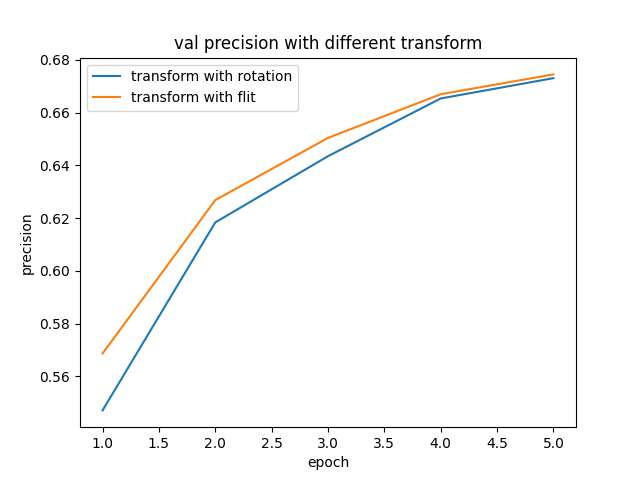 val precision with different transform
transform with rotation
transform with flit
0.68
0.66
0.64
0.62
0.60
0.58
0.56
precision
1.0 1.5 2.0 2.5 3.0 3.5 4.0 4.5 5.0
epoch